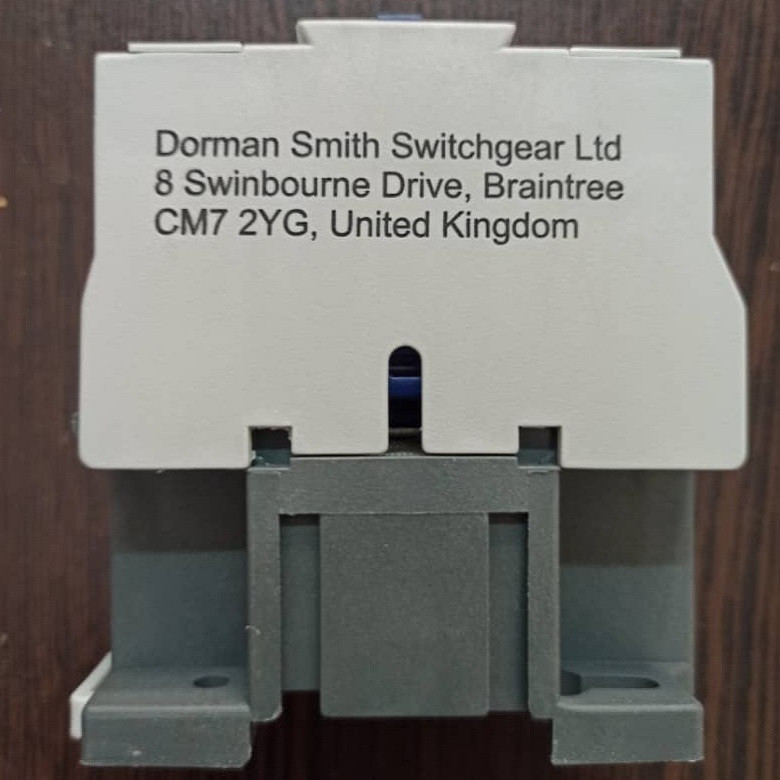 Dorman Smith Switchgear Ltd
8 Swinbourne Drive, Braintree
CM7 2YG, United Kingdom